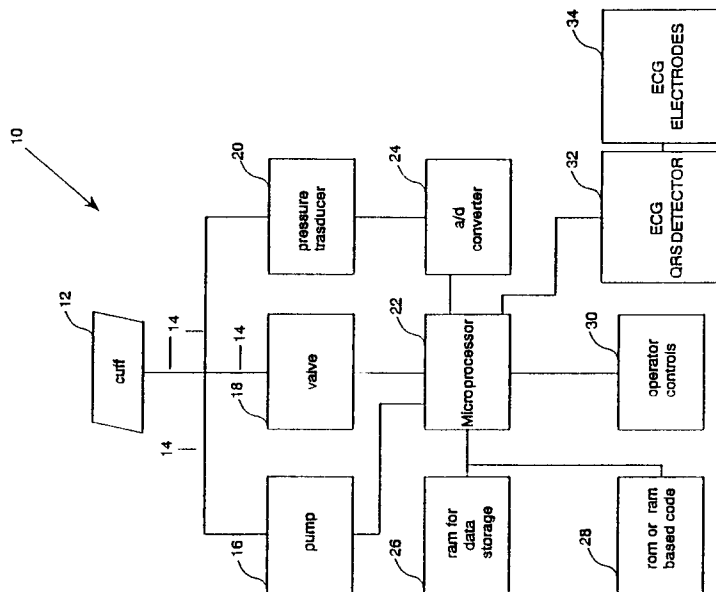 10
12
cuff
14
14
14
16
pump
18
valve
20
pressure
trasducer
22
Microprocessor
24
a/d
converter
26
ram for
data
storage
28
rom or ram
based code
30
operator
controls
32
ECG
QRS DETECTOR
34
ECG
ELECTRODES